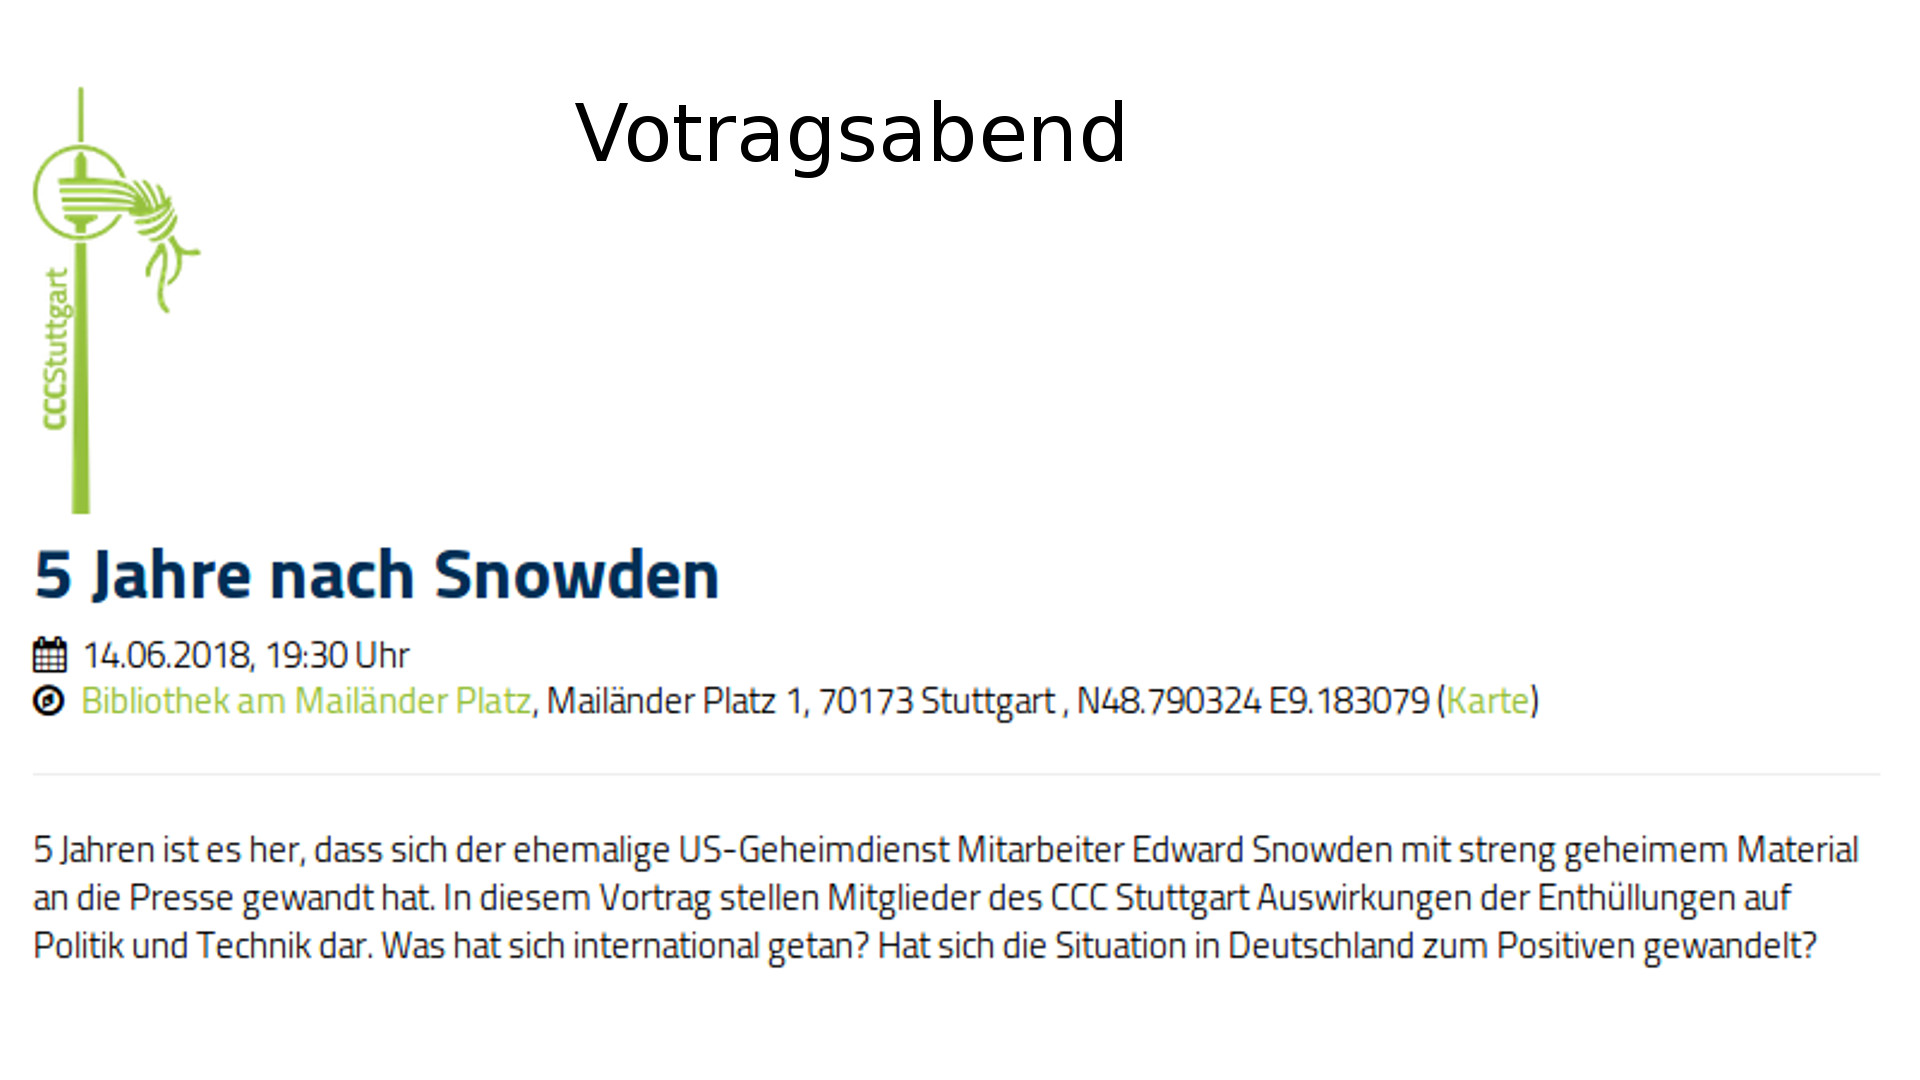 Votragsabend
CCCStuttgart
5 Jahre nach Snowden
14.06.2018, 19:30 Uhr
Bibliothek am Mailänder Platz, Mailänder Platz 1, 70173 Stuttgart , N48.790324 E9.183079 (Karte)
5 Jahren ist es her, dass sich der ehemalige US-Geheimdienst Mitarbeiter Edward Snowden mit streng geheimem Material
an die Presse gewandt hat. In diesem Vortrag stellen Mitglieder des CCC Stuttgart Auswirkungen der Enthüllungen auf
Politik und Technik dar. Was hat sich international getan? Hat sich die Situation in Deutschland zum Positiven gewandelt?